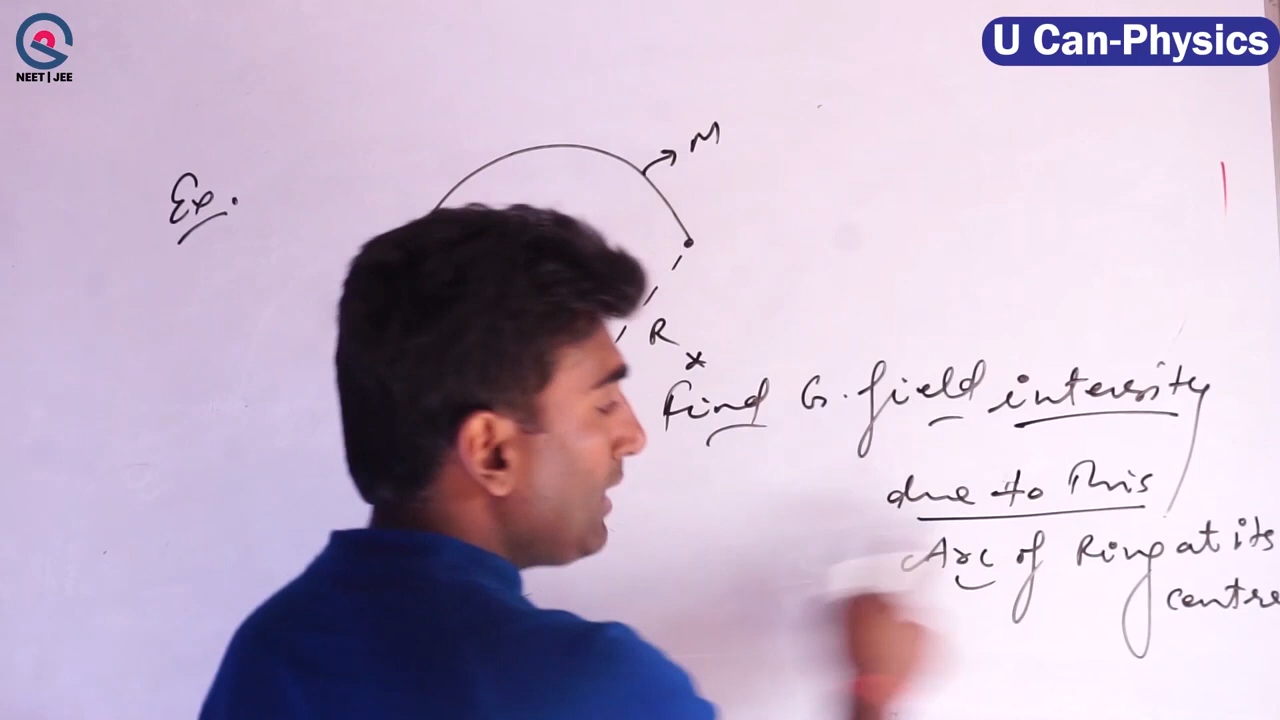 NEET | JEE
U Can-Physics
Ex.
M
R
Find G. field intensity
due to This
Arc of Ring at its
centre